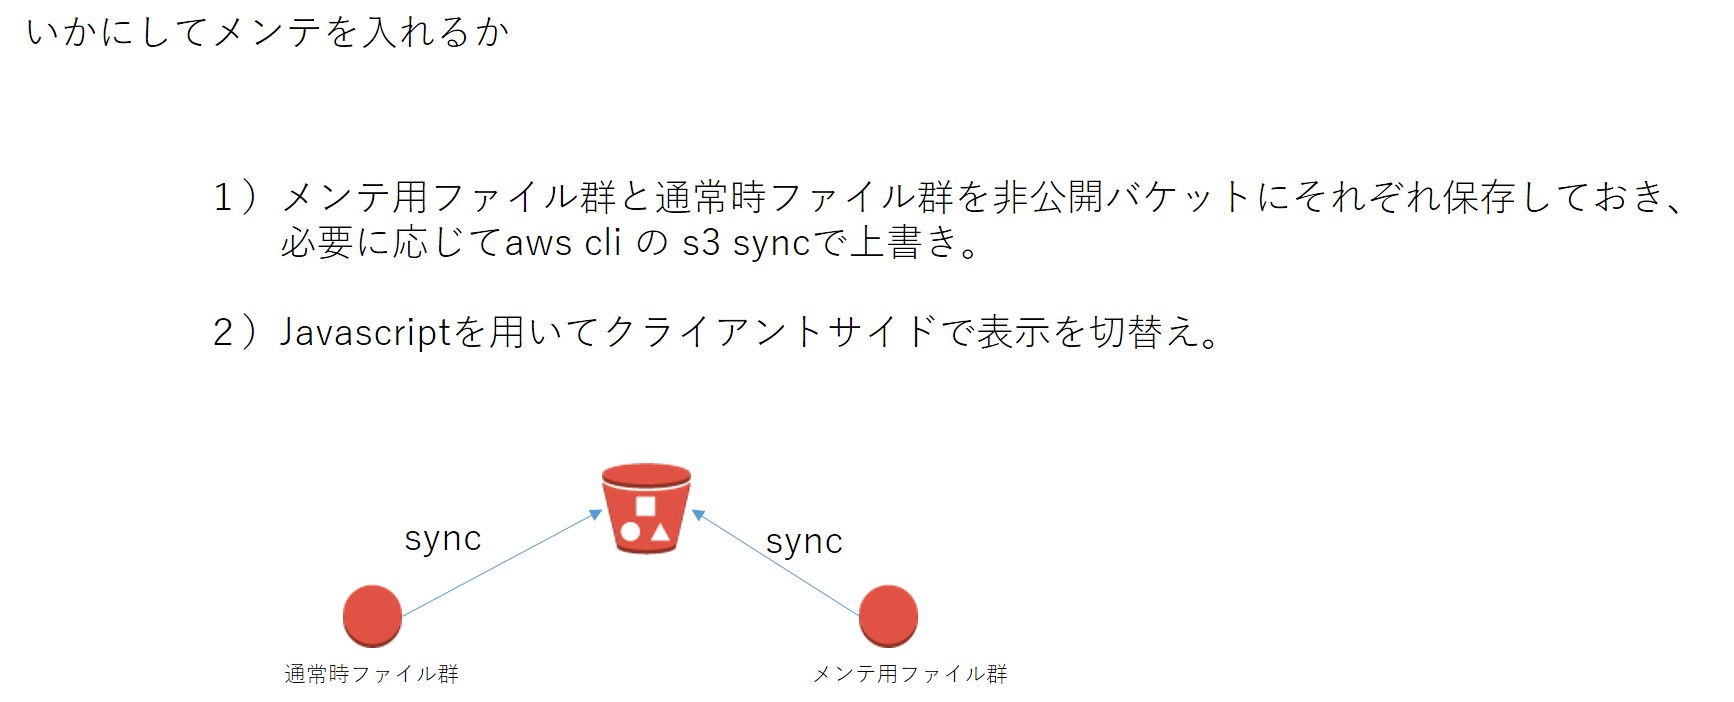 いかにしてメンテを入れるか
１）メンテ用ファイル群と通常時ファイル群を非公開バケットにそれぞれ保存しておき、
必要に応じてaws cli の s3 syncで上書き。
２）Javascriptを用いてクライアントサイドで表示を切替え。
sync
sync
通常時ファイル群
メンテ用ファイル群